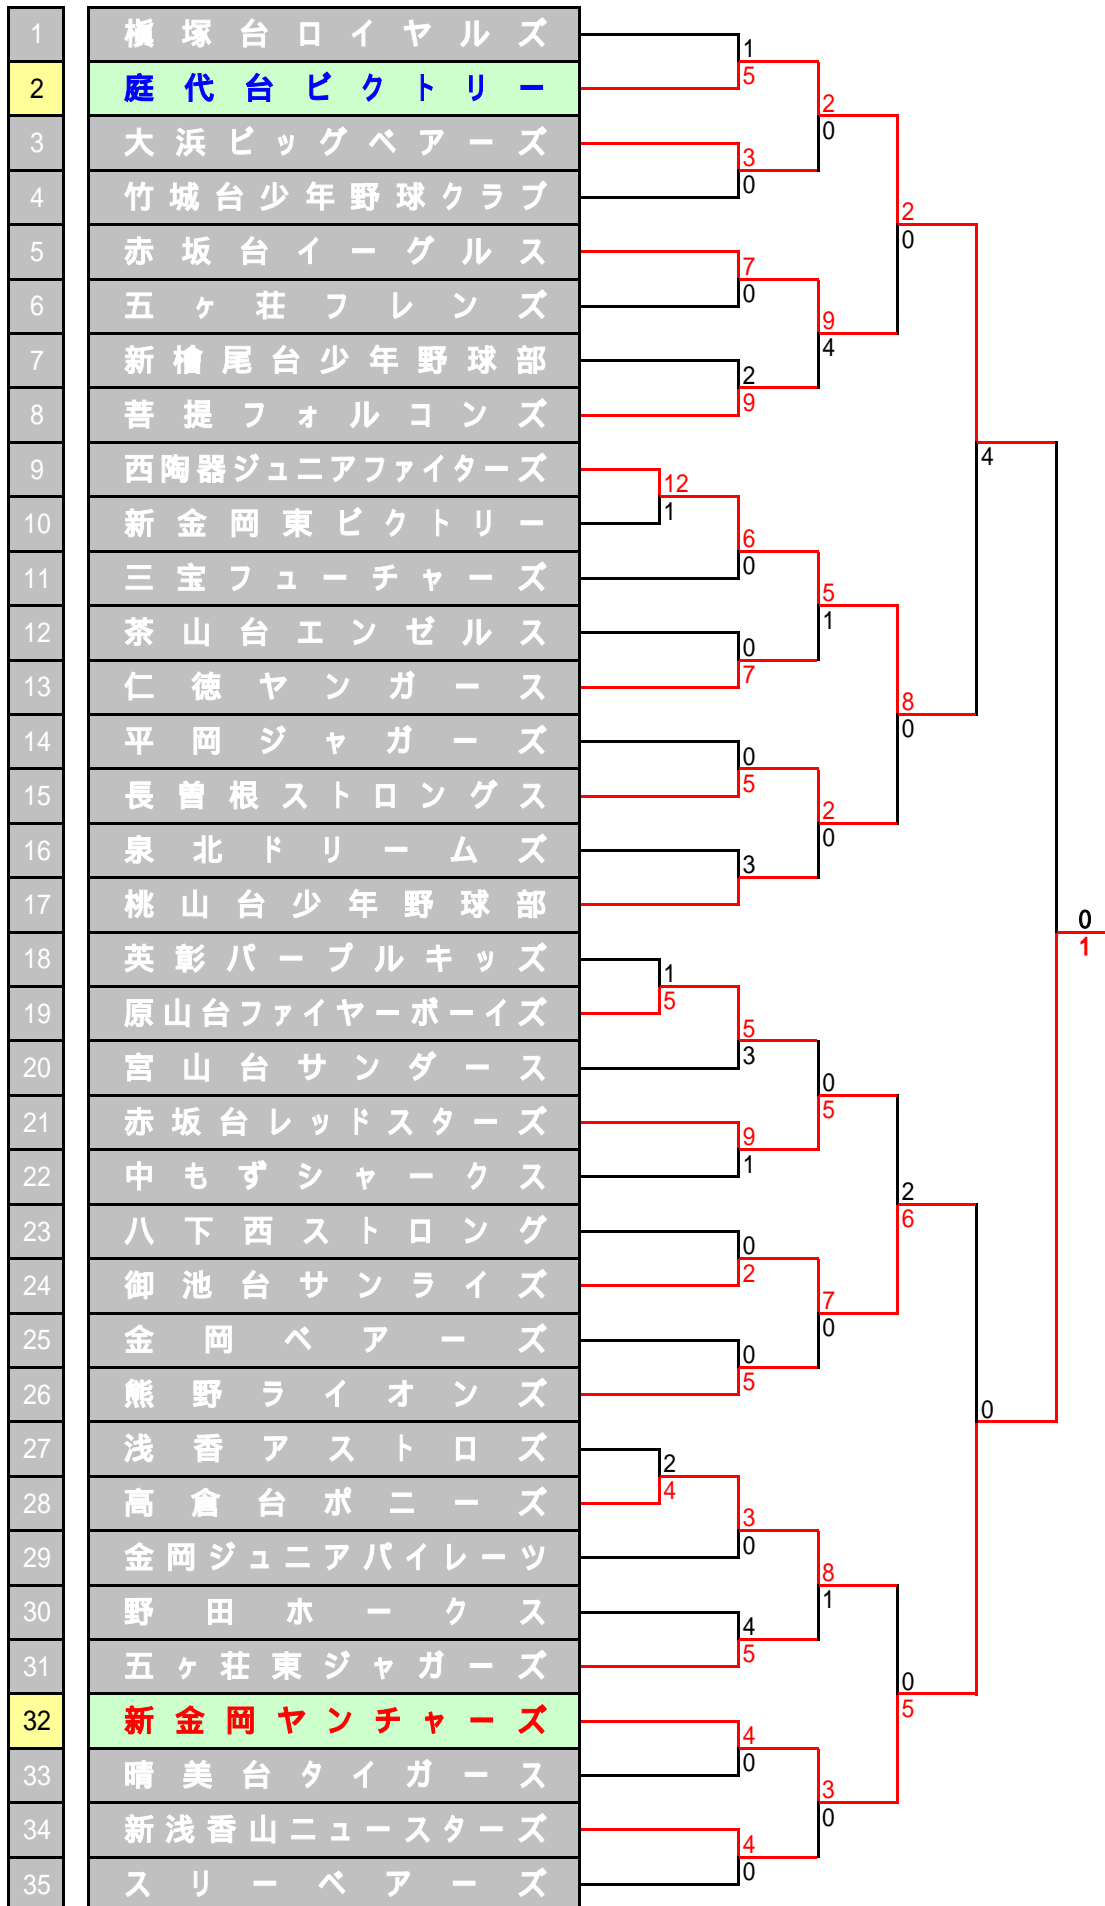 1 槇塚台ロイヤルズ
1
2 庭代台ビクトリー
5
2
3 大浜ビッグベアーズ
0
3
4 竹城台少年野球クラブ
0
2
5 赤坂台イーグルス
0
7
6 五ヶ荘フレンズ
0
9
7 新檜尾台少年野球部
4
2
8 菩提フォルコンズ
9
4
9 西陶器ジュニアファイターズ
12
10 新金岡東ビクトリー
1
6
11 三宝フューチャーズ
0
5
12 茶山台エンゼルス
1
0
13 仁徳ヤンガース
7
8
14 平岡ジャガーズ
0
0
15 長曽根ストロングス
5
2
16 泉北ドリームズ
0
3
17 桃山台少年野球部
0
1
18 英彰パープルキッズ
1
19 原山台ファイヤーボーイズ
5
5
20 宮山台サンダース
3
0
21 赤坂台レッドスターズ
5
9
22 中もずシャークス
1
2
23 八下西ストロング
6
0
24 御池台サンライズ
2
7
25 金岡ベアーズ
0
0
26 熊野ライオンズ
5
0
27 浅香アストロズ
2
28 高倉台ポニーズ
4
3
29 金岡ジュニアパイレーツ
0
8
30 野田ホークス
1
4
31 五ヶ荘東ジャガーズ
5
0
32 新金岡ヤンチャーズ
5
4
33 晴美台タイガース
0
3
34 新浅香山ニュースターズ
0
4
35 スリーベアーズ
0